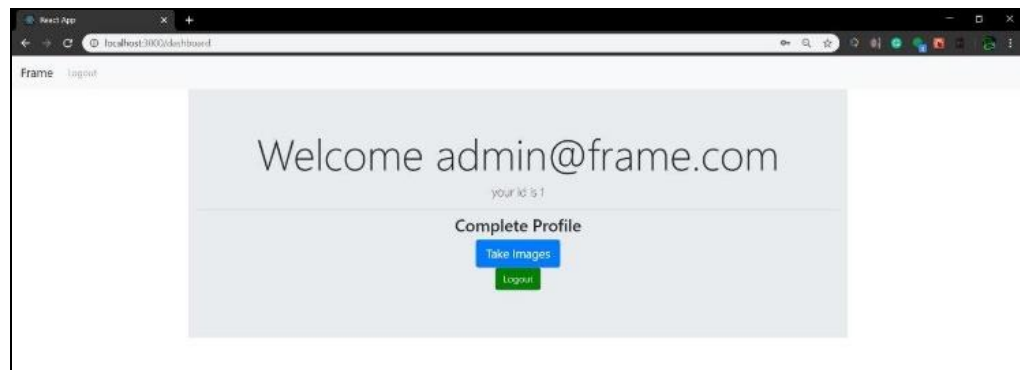 React App
localhost:3000/dashboard
Frame Logout
Welcome admin@frame.com
your id is 1
Complete Profile
Take Images
Logout